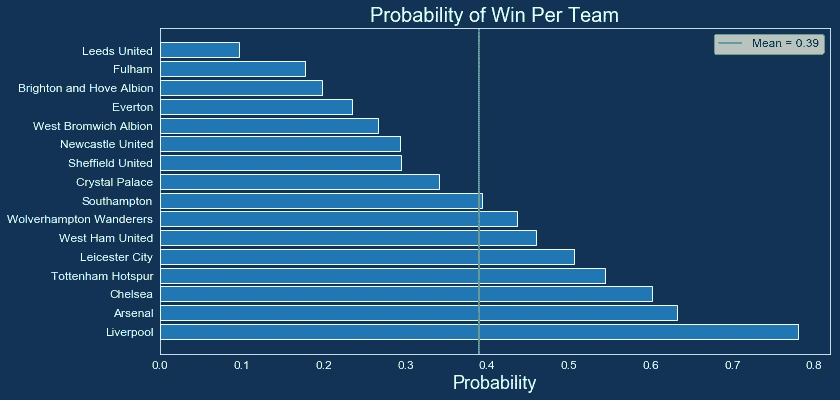 Probability of Win Per Team
Mean = 0.39
Leeds United
Fulham
Brighton and Hove Albion
Everton
West Bromwich Albion
Newcastle United
Sheffield United
Crystal Palace
Southampton
Wolverhampton Wanderers
West Ham United
Leicester City
Tottenham Hotspur
Chelsea
Arsenal
Liverpool
0.0 0.1 0.2 0.3 0.4 0.5 0.6 0.7 0.8
Probability